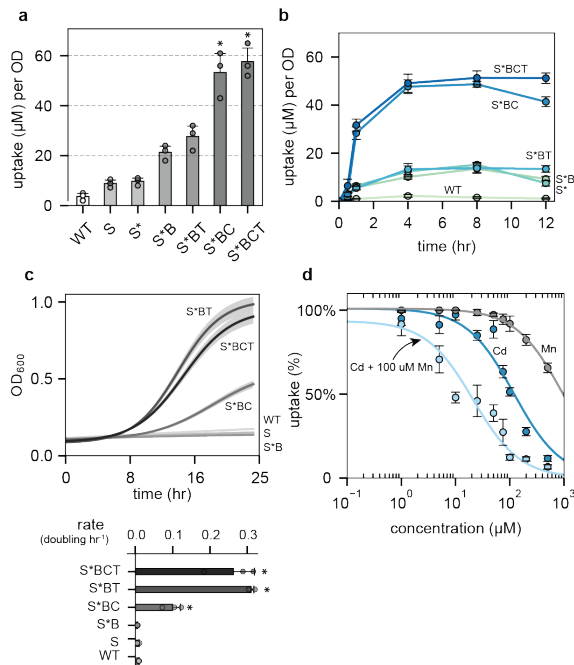 a
uptake (µM) per OD
60
40
20
0
WT
S
S*
S*B
S*BT
S*BC
S*BCT
*
*
b
uptake (µM) per OD
60
40
20
0
S*BCT
S*BC
S*BT
S*B
S*
WT
0 2 4 6 8 10 12
time (hr)
c
OD600
1.0
0.5
0.0
S*BT
S*BCT
S*BC
WT
S
S*B
0 8 16 25
time (hr)
rate
(doubling hr-1)
0.0 0.1 0.2 0.3
S*BCT
*
S*BT
*
S*BC
*
S*B
S
WT
d
uptake (%)
100%
50%
0
Cd
Mn
Cd + 100 uM Mn
10−1 100 101 102 103
concentration (µM)